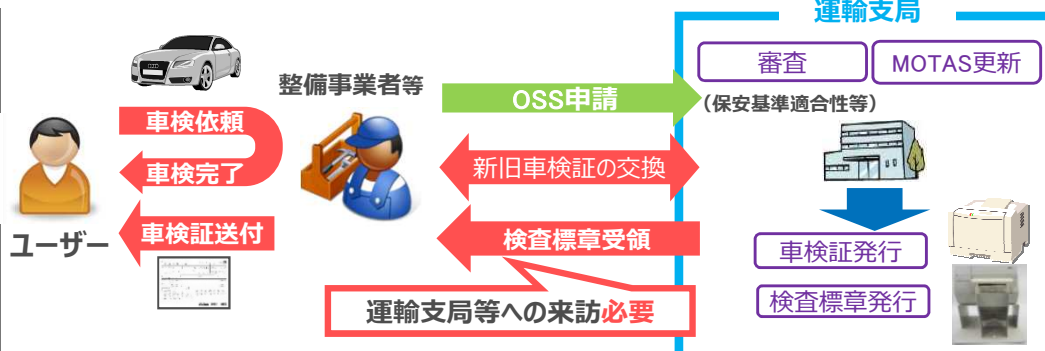 運輸支局
審査
MOTAS更新
整備事業者等
OSS申請
(保安基準適合性等)
車検依頼
車検完了
新旧車検証の交換
車検証送付
検査標章受領
ユーザー
車検証発行
検査標章発行
運輸支局等への来訪必要